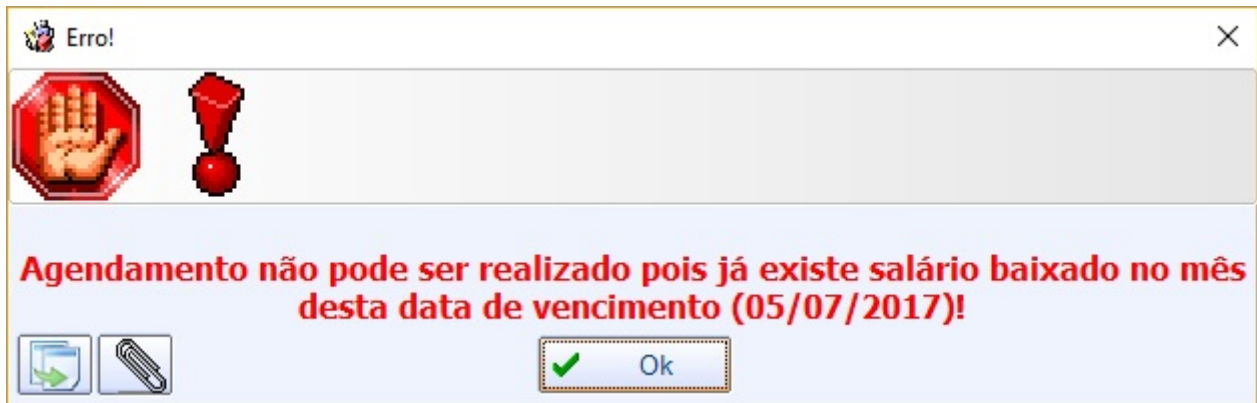 Erro!
Agendamento não pode ser realizado pois já existe salário baixado no mês
desta data de vencimento (05/07/2017)!
Ok